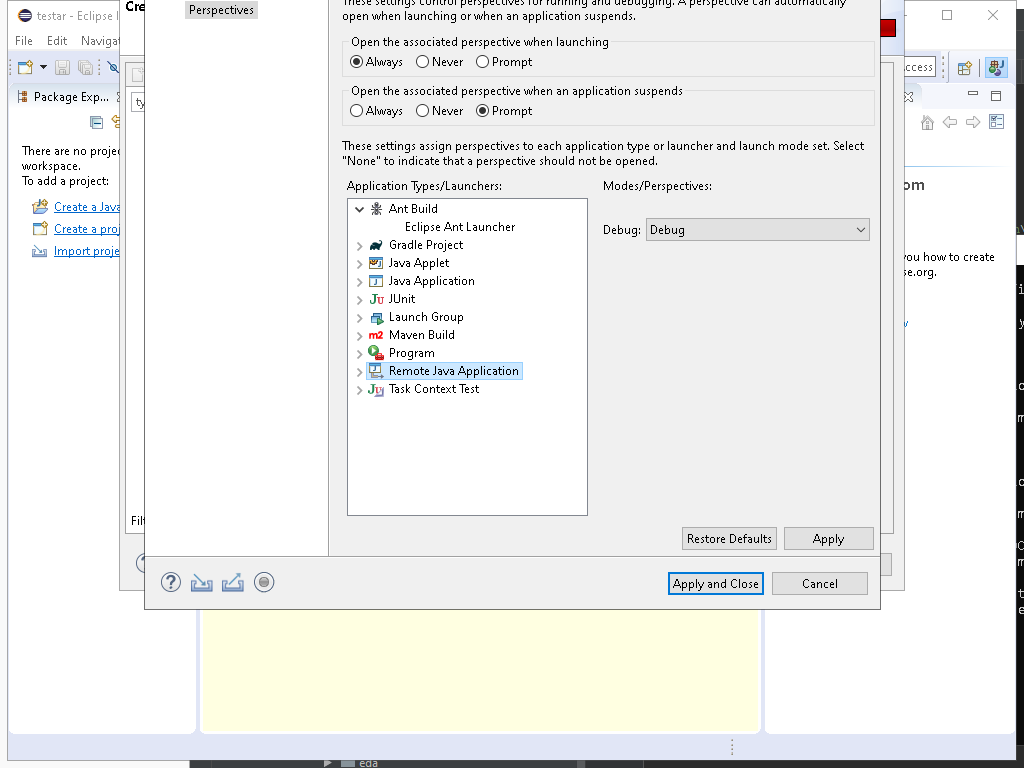 testar - Eclipse
Cre
File Edit Navigat
Package Exp...
There are no proje
workspace.
To add a project:
Create a Java
Create a proj
Import proje
ty
Filt
Perspectives
These settings control perspectives for running and debugging. A perspective can automatically
open when launching or when an application suspends.
Open the associated perspective when launching
Always Never Prompt
Open the associated perspective when an application suspends
Always Never Prompt
These settings assign perspectives to each application type or launcher and launch mode set. Select
"None" to indicate that a perspective should not be opened.
Application Types/Launchers: Modes/Perspectives:
Ant Build
Eclipse Ant Launcher
Debug: Debug
Gradle Project
Java Applet
Java Application
Ju JUnit
Launch Group
m2 Maven Build
Program
Remote Java Application
Task Context Test
Restore Defaults Apply
? Apply and Close Cancel
ccess
om
you how to create
se.org.
eda